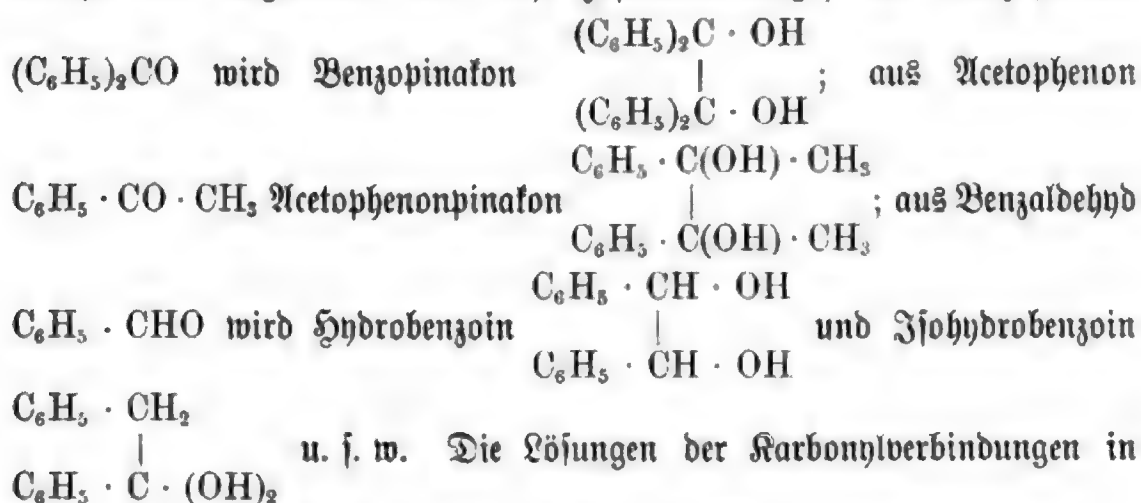 (C₆H₅)₂C · OH
(C₆H₅)₂CO wird Benzopinakon | ; aus Acetophenon
(C₆H₅)₂C · OH
C₆H₅ · C(OH) · CH₃
C₆H₅ · CO · CH₃ Acetophenonpinakon | ; aus Benzaldehyd
C₆H₅ · C(OH) · CH₃
C₆H₅ · CH · OH
C₆H₅ · CHO wird Hydrobenzoin | und Isohydrobenzoin
C₆H₅ · CH · OH
C₆H₅ · CH₂
| u. s. w. Die Lösungen der Karbonylverbindungen in
C₆H₅ · C · (OH)₂